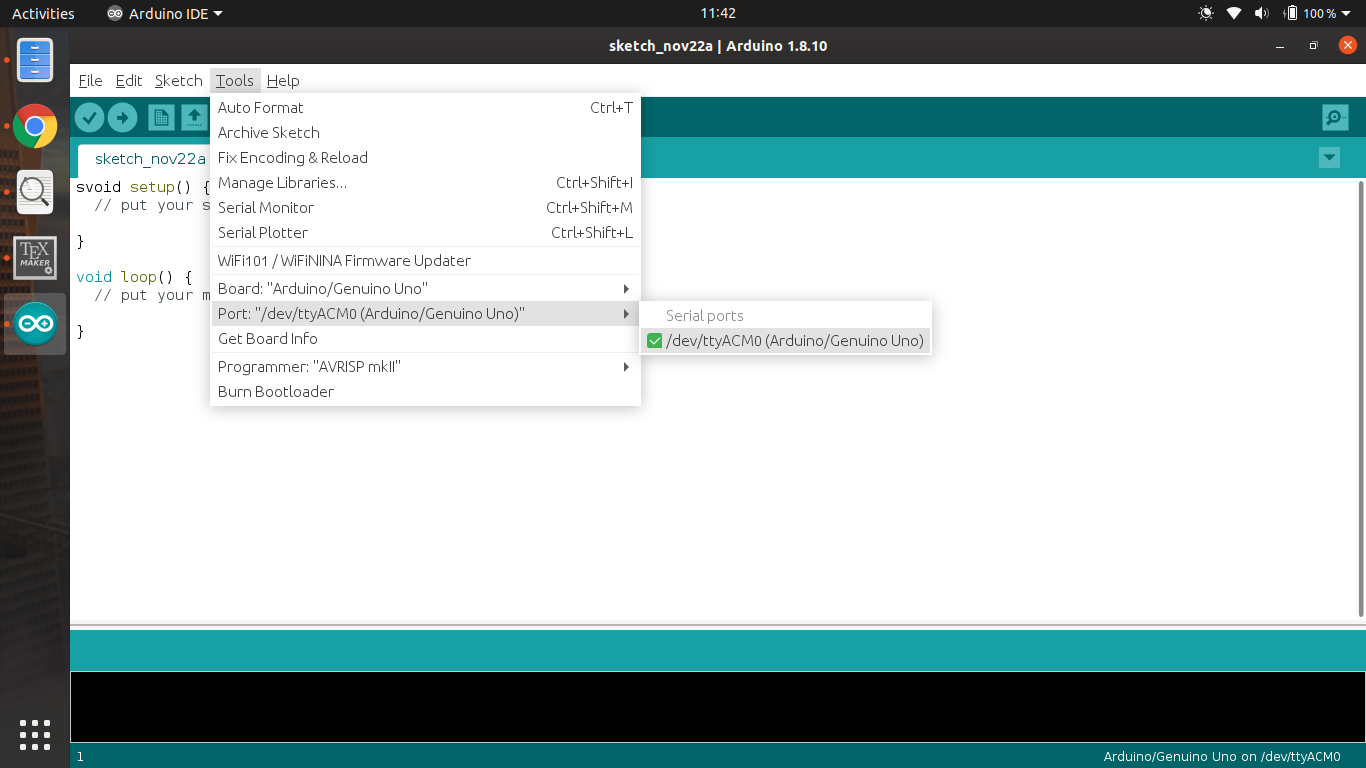 Activities Arduino IDE 11:42 100 %
sketch_nov22a | Arduino 1.8.10
File Edit Sketch Tools Help
Auto Format Ctrl+T
Archive Sketch
Fix Encoding & Reload
Manage Libraries... Ctrl+Shift+I
Serial Monitor Ctrl+Shift+M
Serial Plotter Ctrl+Shift+L
WiFi101 / WiFiNINA Firmware Updater
Board: "Arduino/Genuino Uno"
Port: "/dev/ttyACM0 (Arduino/Genuino Uno)"
Get Board Info
Programmer: "AVRISP mkII"
Burn Bootloader
Serial ports
/dev/ttyACM0 (Arduino/Genuino Uno)
sketch_nov22a
svoid setup() {
// put your s
}
void loop() {
// put your m
}
TEX
MAKER
1 Arduino/Genuino Uno on /dev/ttyACM0